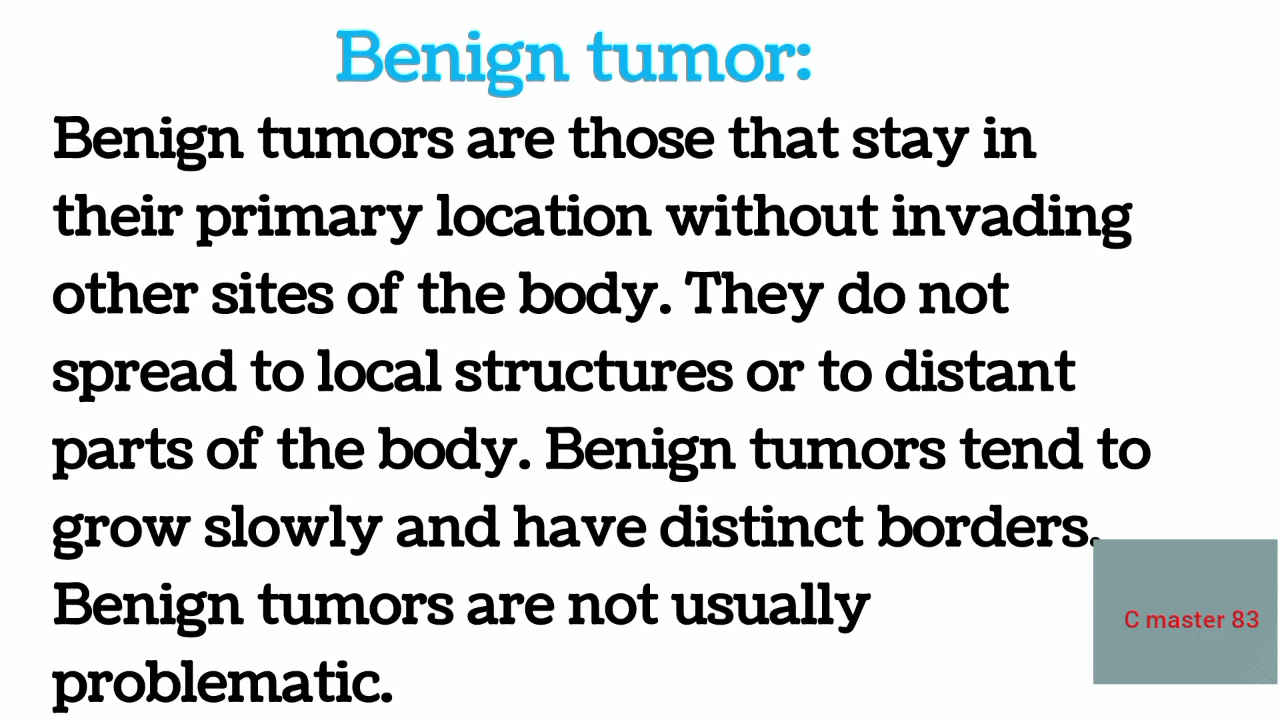 Benign tumor:
Benign tumors are those that stay in
their primary location without invading
other sites of the body. They do not
spread to local structures or to distant
parts of the body. Benign tumors tend to
grow slowly and have distinct borders.
Benign tumors are not usually
problematic.
C master 83